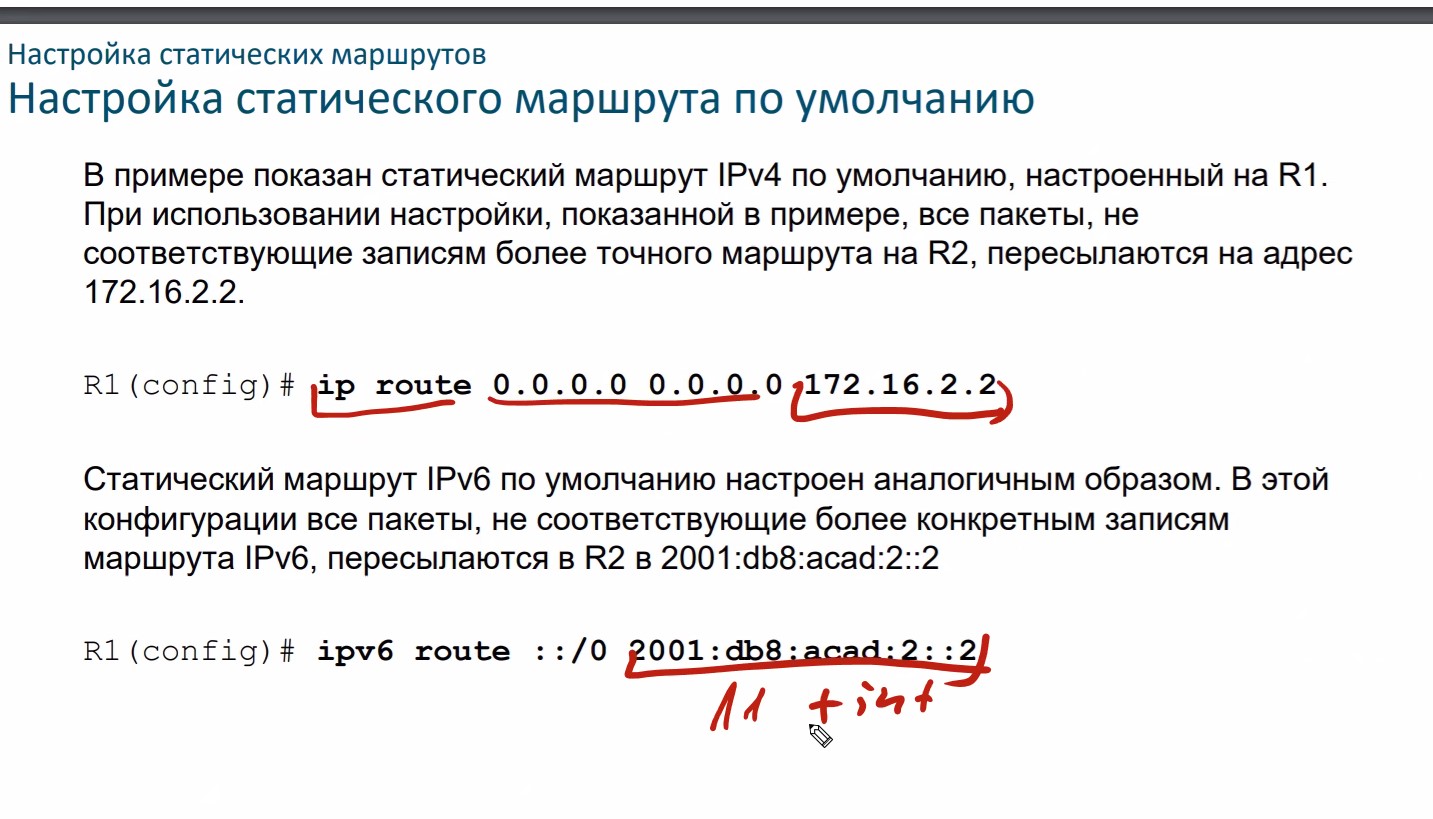 Настройка статических маршрутов
Настройка статического маршрута по умолчанию
В примере показан статический маршрут IPv4 по умолчанию, настроенный на R1.
При использовании настройки, показанной в примере, все пакеты, не
соответствующие записям более точного маршрута на R2, пересылаются на адрес
172.16.2.2.
R1(config)# ip route 0.0.0.0 0.0.0.0 172.16.2.2
Статический маршрут IPv6 по умолчанию настроен аналогичным образом. В этой
конфигурации все пакеты, не соответствующие более конкретным записям
маршрута IPv6, пересылаются в R2 в 2001:db8:acad:2::2
R1(config)# ipv6 route ::/0 2001:db8:acad:2::2
+ int